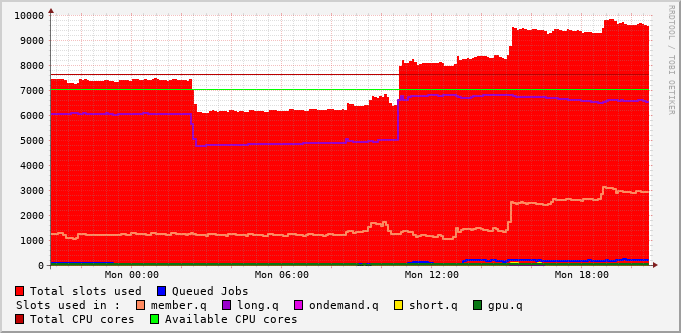 10000
9000
8000
7000
6000
5000
4000
3000
2000
1000
0
Mon 00:00 Mon 06:00 Mon 12:00 Mon 18:00
Total slots used Queued Jobs
Slots used in : member.q long.q ondemand.q short.q gpu.q
Total CPU cores Available CPU cores
RRDTOOL / TOBI OETIKER